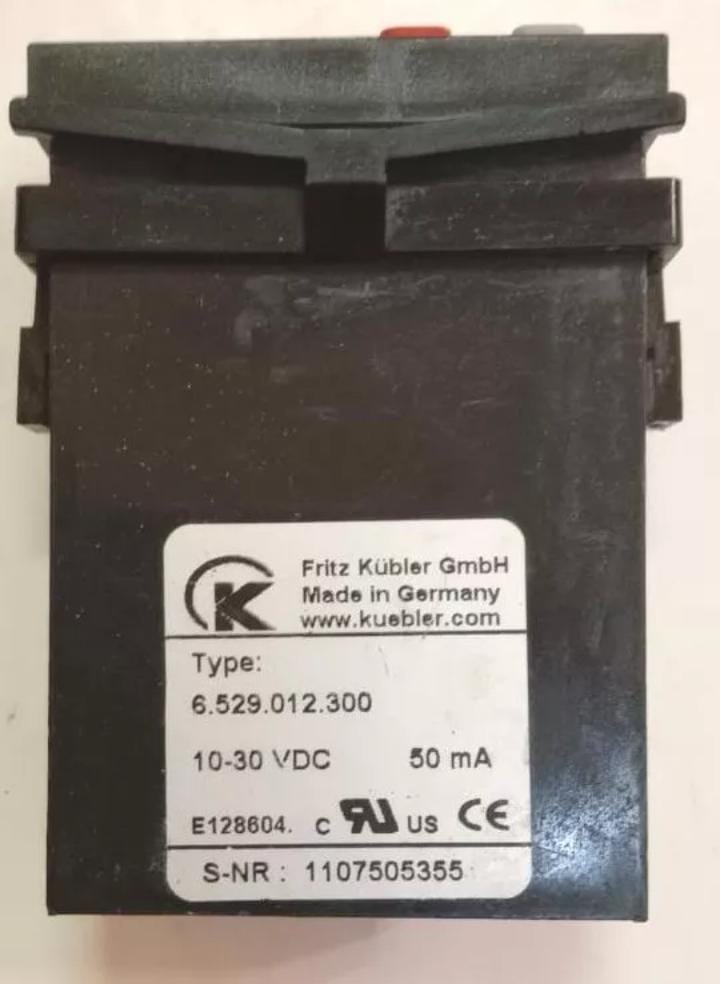 K
Fritz Kübler GmbH
Made in Germany
www.kuebler.com
Type:
6.529.012.300
10-30 VDC 50 mA
E128604. C RU US CE
S-NR : 1107505355